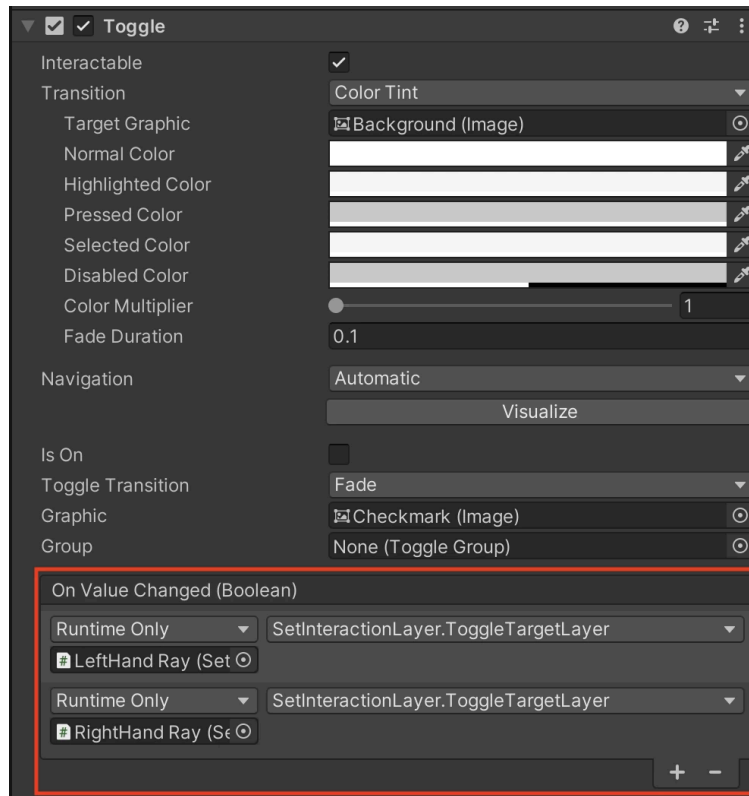 Toggle
Interactable
Transition Color Tint
Target Graphic Background (Image)
Normal Color
Highlighted Color
Pressed Color
Selected Color
Disabled Color
Color Multiplier 1
Fade Duration 0.1
Navigation Automatic
Visualize
Is On
Toggle Transition Fade
Graphic Checkmark (Image)
Group None (Toggle Group)
On Value Changed (Boolean)
Runtime Only SetInteractionLayer.ToggleTargetLayer
# LeftHand Ray (Set
Runtime Only SetInteractionLayer.ToggleTargetLayer
# RightHand Ray (Se
+ -